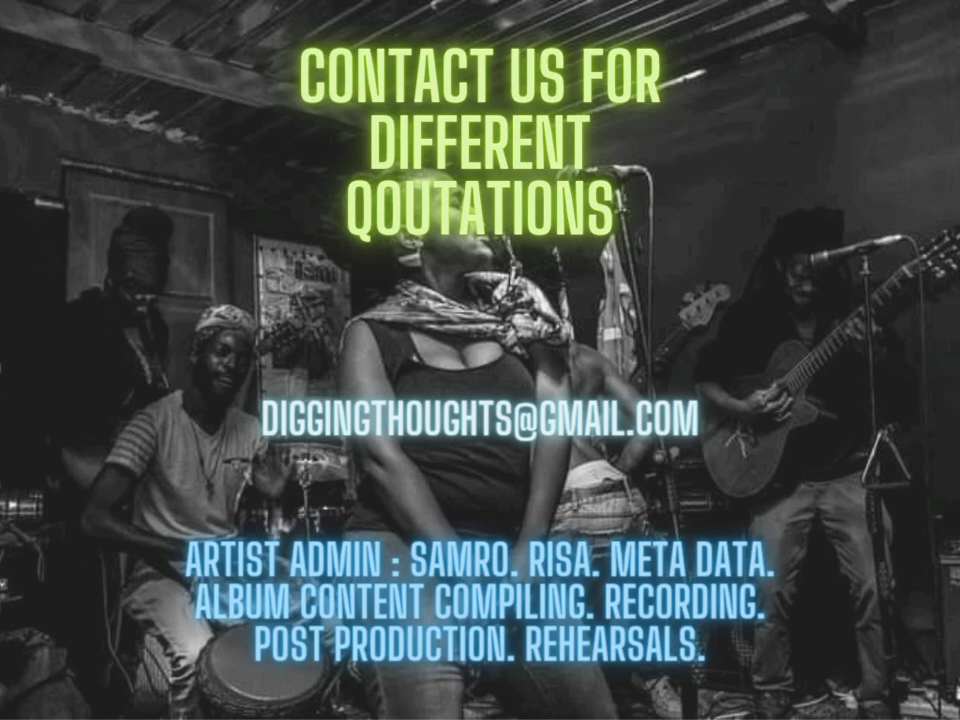 CONTACT US FOR
DIFFERENT
QOUTATIONS
DIGGINGTHOUGHTS@GMAIL.COM
ARTIST ADMIN : SAMRO. RISA. META DATA.
ALBUM CONTENT COMPILING. RECORDING.
POST PRODUCTION. REHEARSALS.